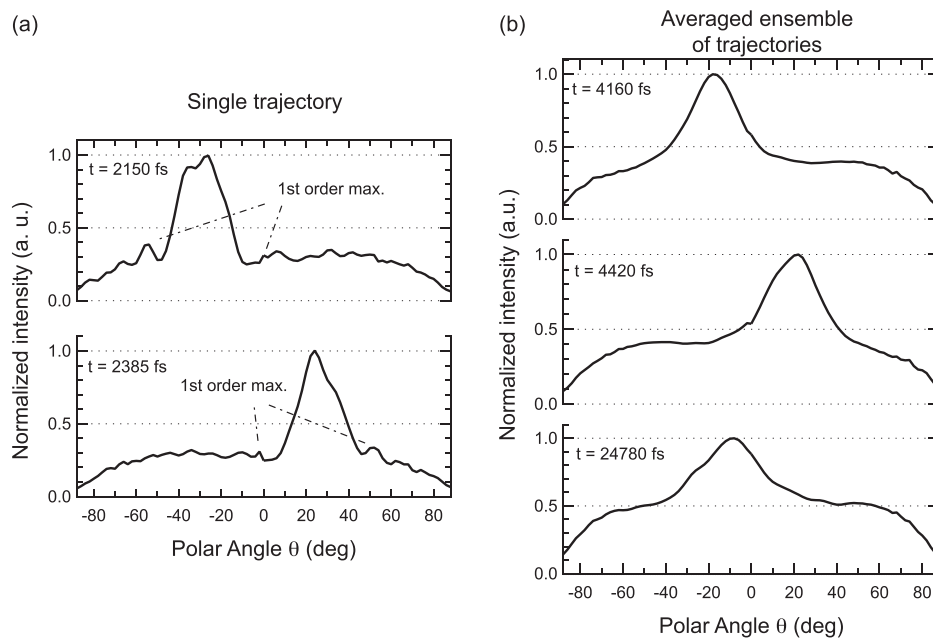 (a)
Single trajectory
Normalized intensity (a. u.)
1.0
t = 2150 fs
1st order max.
0.5
0.0
1.0
t = 2385 fs
1st order max.
0.5
0.0
-80 -60 -40 -20 0 20 40 60 80
Polar Angle θ (deg)
(b)
Averaged ensemble
of trajectories
Normalized intensity (a.u.)
1.0
t = 4160 fs
0.5
0.0
1.0
t = 4420 fs
0.5
0.0
1.0
t = 24780 fs
0.5
0.0
-80 -60 -40 -20 0 20 40 60 80
Polar Angle θ (deg)